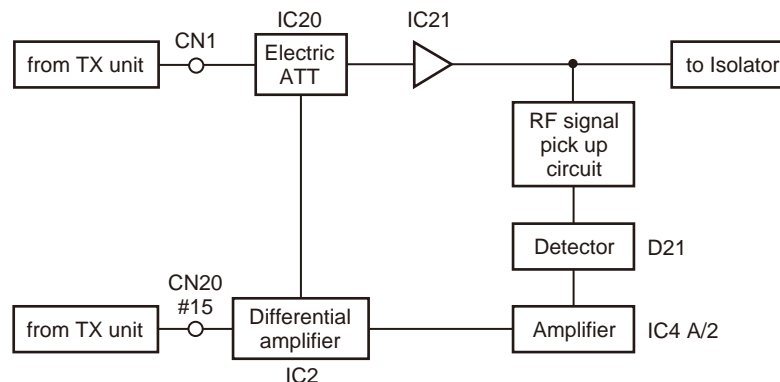 IC20
IC21
CN1
from TX unit
Electric
ATT
to Isolator
RF signal
pick up
circuit
Detector
D21
CN20
#15
from TX unit
Differential
amplifier
Amplifier
IC4 A/2
IC2